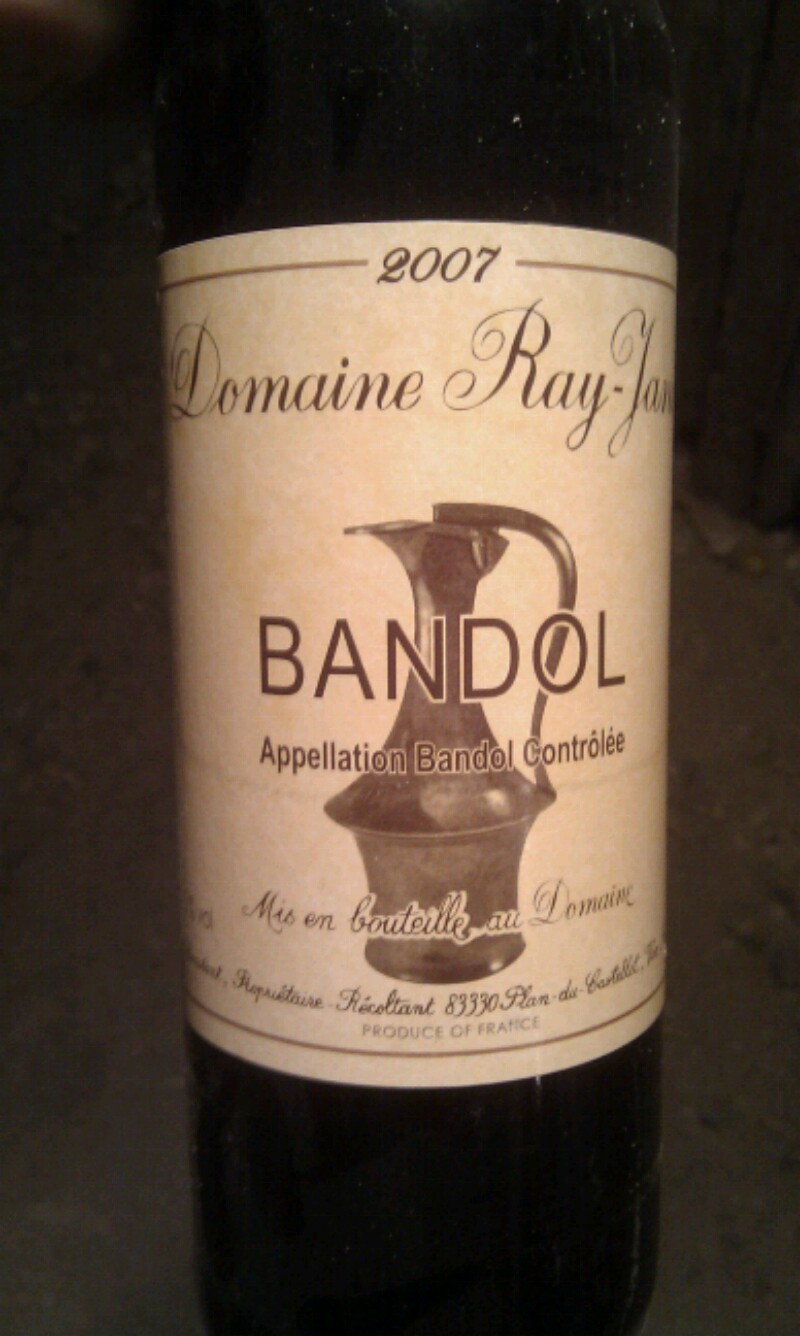 2007
Domaine Ray-Jan
BANDOL
Appellation Bandol Contrôlée
Mis en bouteille au Domaine
Propriétaire-Récoltant 83330 Plan-du-Castellet,
PRODUCE OF FRANCE